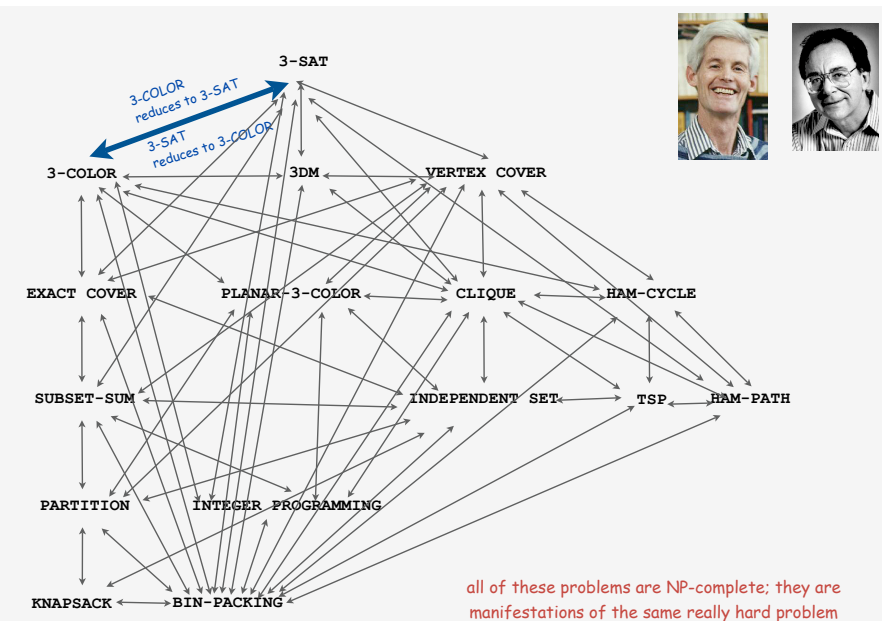 3-SAT
3-COLOR
reduces to 3-SAT
3-SAT
reduces to 3-COLOR
3-COLOR
3DM
VERTEX COVER
EXACT COVER
PLANAR-3-COLOR
CLIQUE
HAM-CYCLE
SUBSET-SUM
INDEPENDENT SET
TSP
HAM-PATH
PARTITION
INTEGER PROGRAMMING
KNAPSACK
BIN-PACKING
all of these problems are NP-complete; they are
manifestations of the same really hard problem